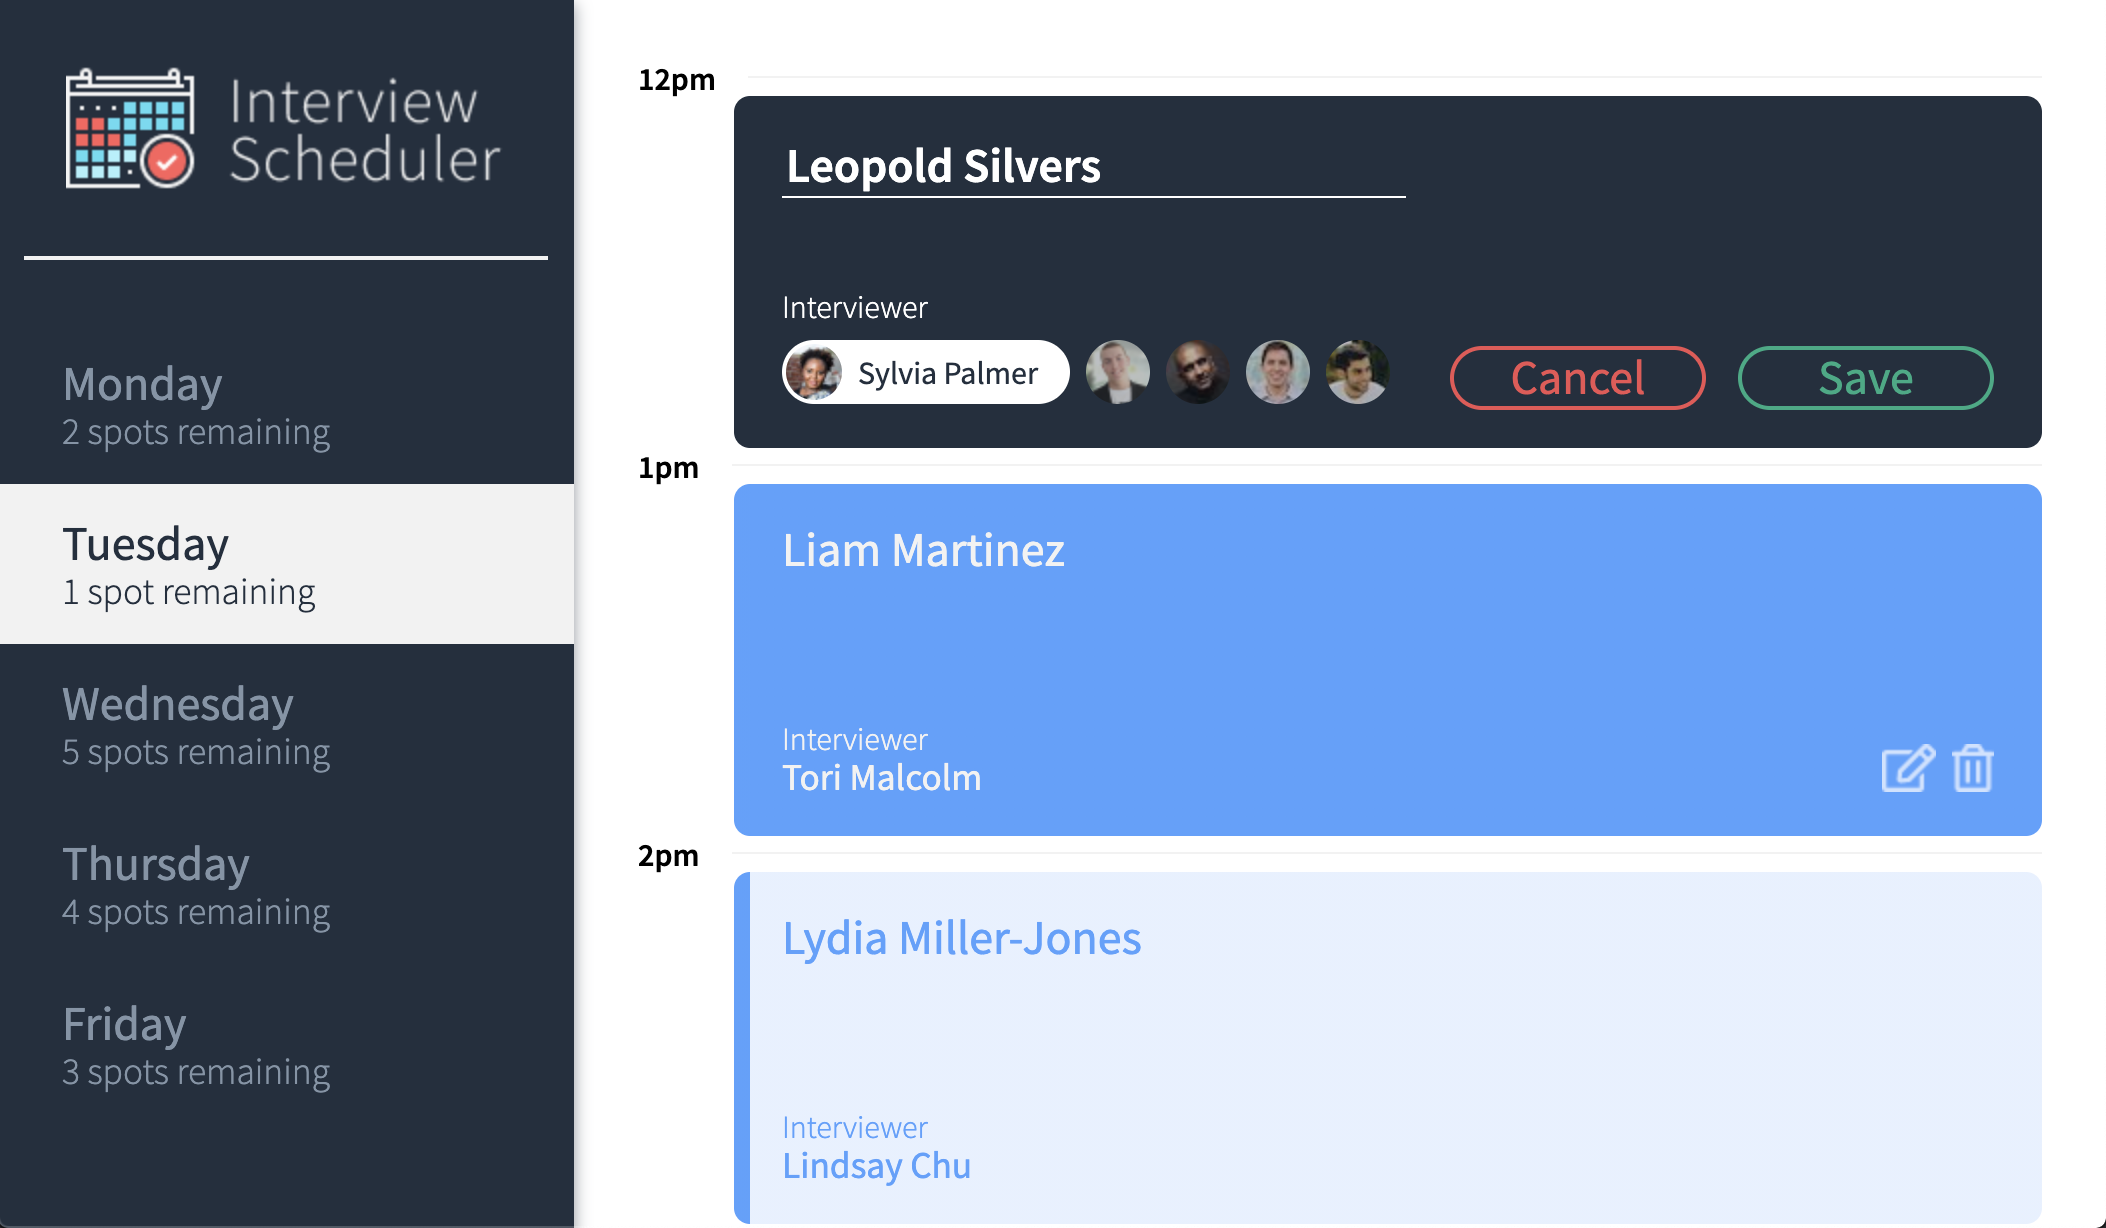 Interview
Scheduler
Monday
2 spots remaining
Tuesday
1 spot remaining
Wednesday
5 spots remaining
Thursday
4 spots remaining
Friday
3 spots remaining
12pm
Leopold Silvers
Interviewer
Sylvia Palmer
Cancel
Save
1pm
Liam Martinez
Interviewer
Tori Malcolm
2pm
Lydia Miller-Jones
Interviewer
Lindsay Chu